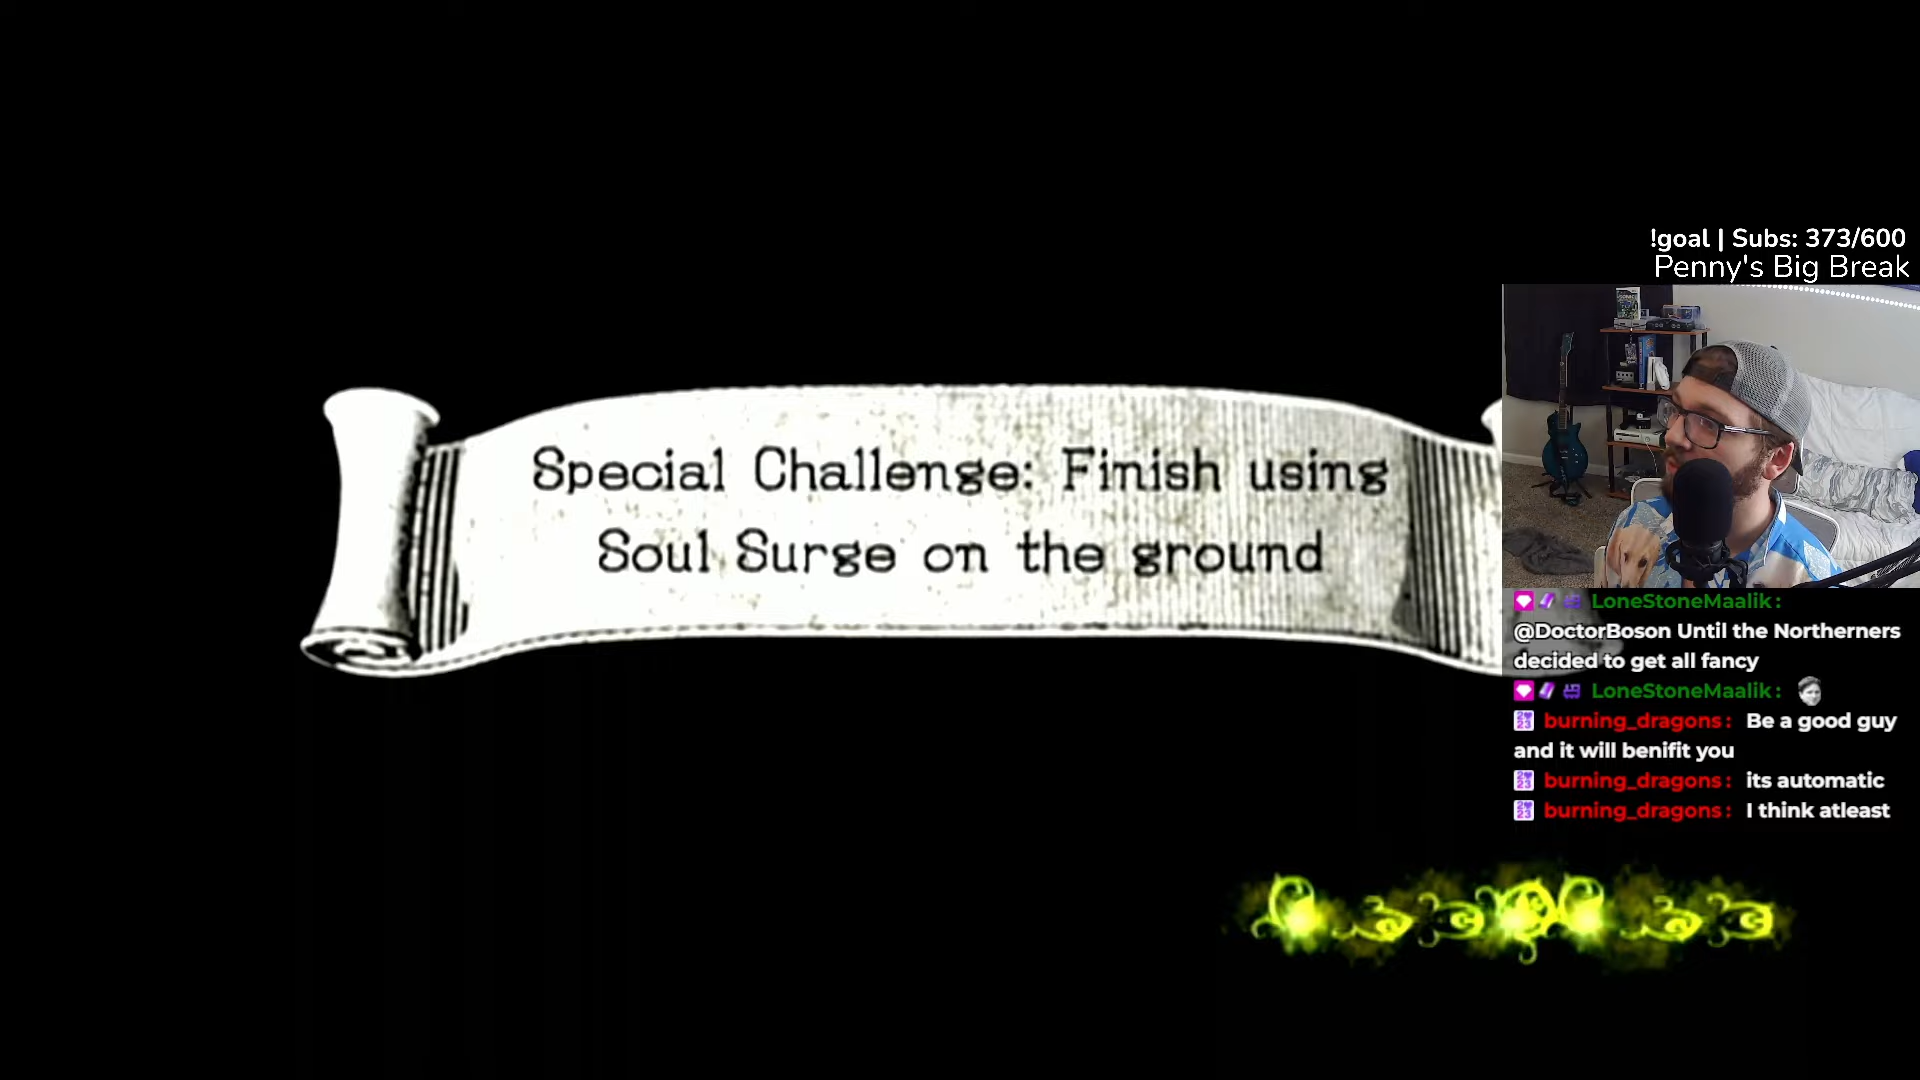 !goal | Subs: 373/600
Penny's Big Break
Special Challenge: Finish using
Soul Surge on the ground
LoneStoneMaalik:
@DoctorBoson Until the Northerners
decided to get all fancy
LoneStoneMaalik:
burning_dragons: Be a good guy
and it will benifit you
burning_dragons: its automatic
burning_dragons: I think atleast